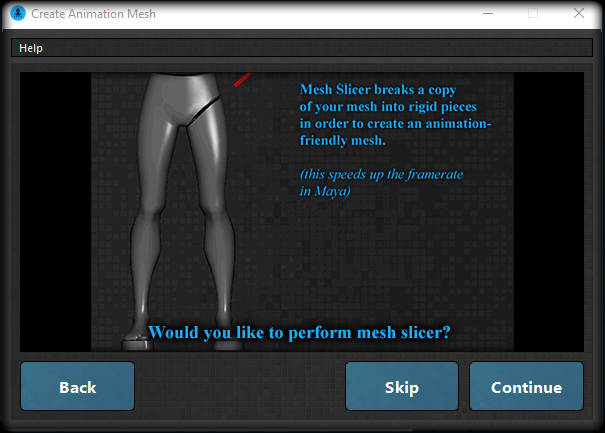 Create Animation Mesh
Help
Mesh Slicer breaks a copy
of your mesh into rigid pieces
in order to create an animation-
friendly mesh.
(this speeds up the framerate
in Maya)
Would you like to perform mesh slicer?
Back
Skip
Continue